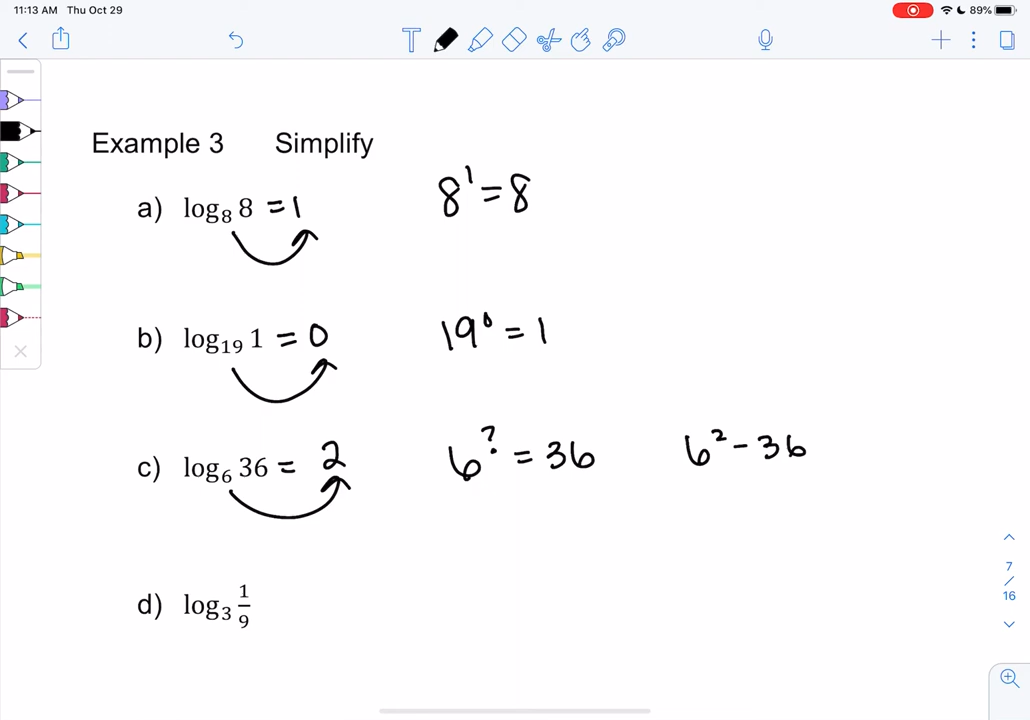 11:13 AM Thu Oct 29 89%
T
Example 3 Simplify
a) log₈ 8 = 1 8¹ = 8
b) log₁₉ 1 = 0 19⁰ = 1
c) log₆ 36 = 2 6^? = 36 6² - 36
d) log₃ 1/9
7
/
16